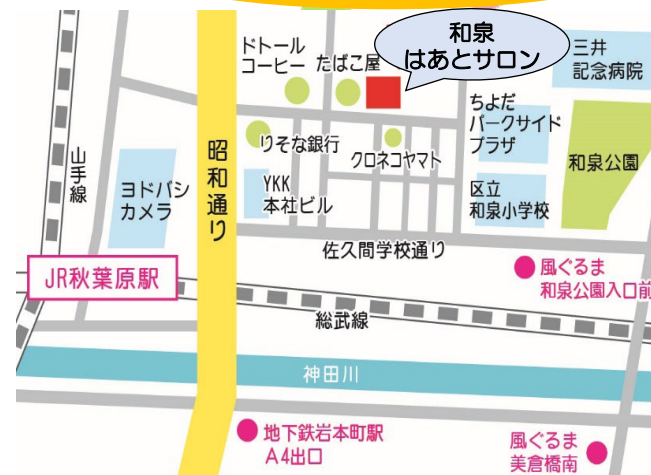 和泉
はあとサロン
ドトール
コーヒー
たばこ屋
三井
記念病院
ちよだ
パークサイド
プラザ
和泉公園
りそな銀行
クロネコヤマト
昭和通り
山手線
ヨドバシ
カメラ
YKK
本社ビル
区立
和泉小学校
佐久間学校通り
JR秋葉原駅
風ぐるま
和泉公園入口前
総武線
神田川
地下鉄岩本町駅
A4出口
風ぐるま
美倉橋南